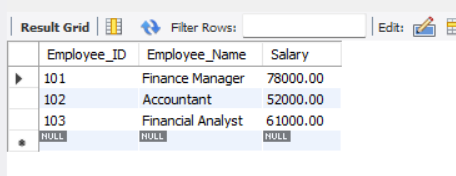 Result Grid Filter Rows: Edit:
Employee_ID Employee_Name Salary
101 Finance Manager 78000.00
102 Accountant 52000.00
103 Financial Analyst 61000.00
NULL NULL NULL